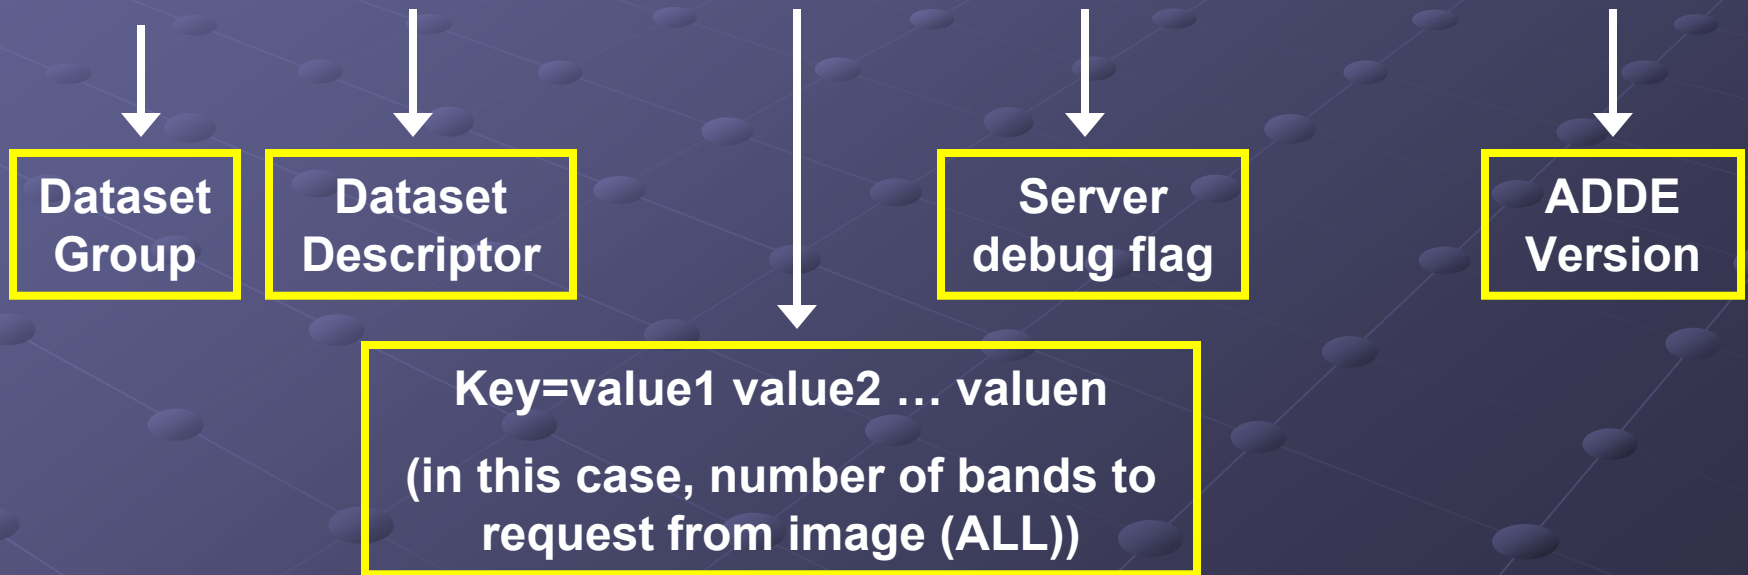 Dataset
Group
Dataset
Descriptor
Server
debug flag
ADDE
Version
Key=value1 value2 … valuen
(in this case, number of bands to
request from image (ALL))